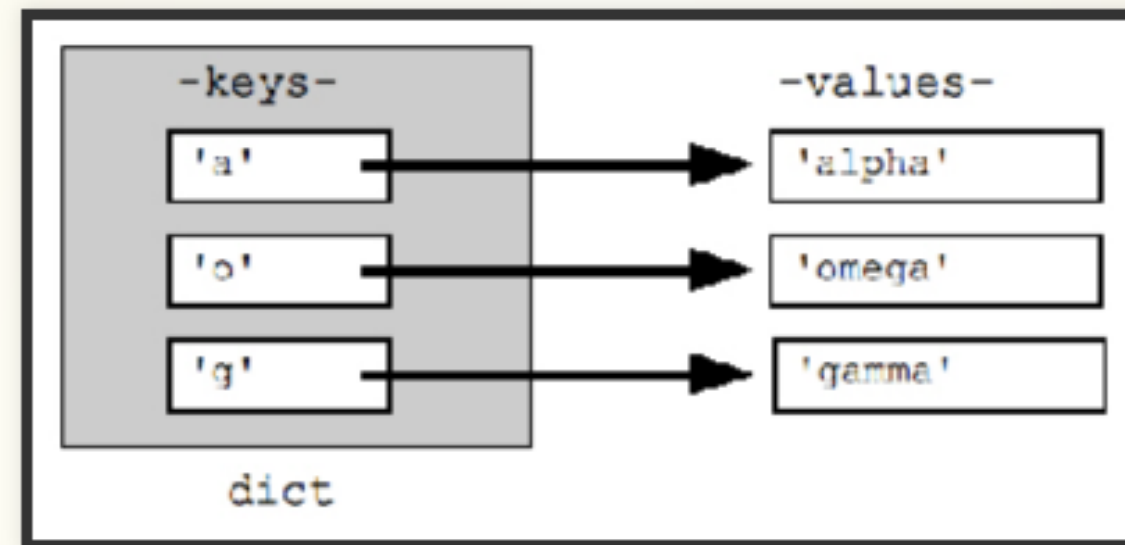 -keys- -values-
'a' 'alpha'
'o' 'omega'
'g' 'gamma'
dict